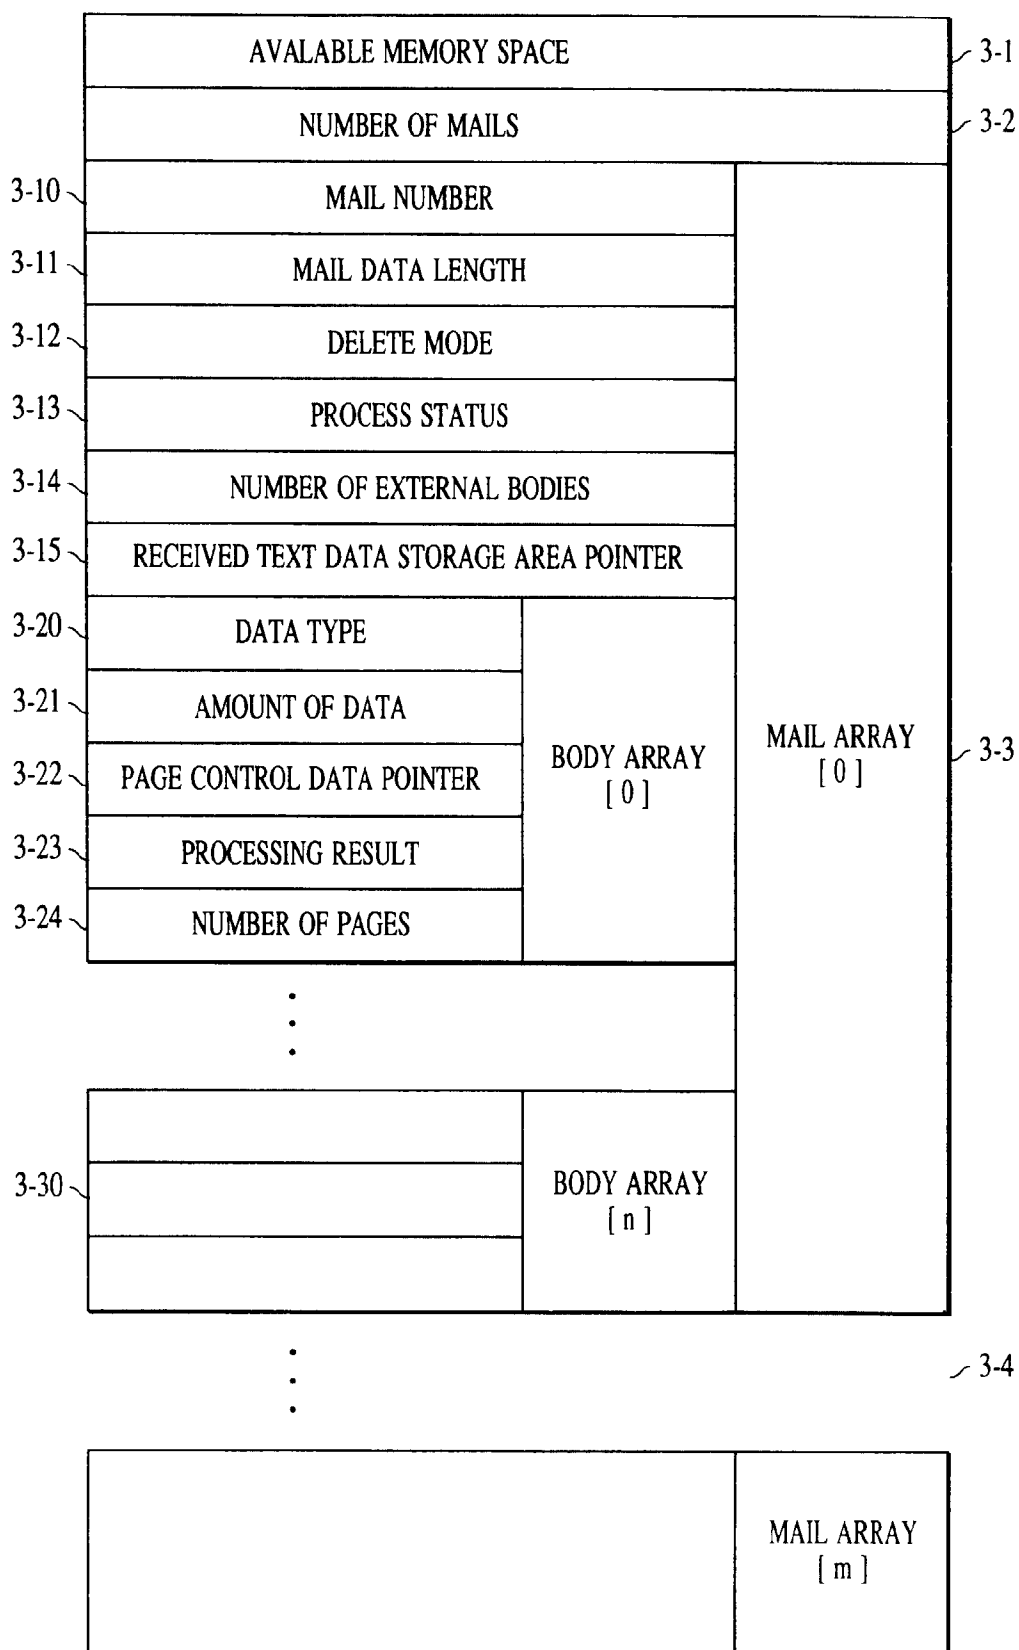 AVALABLE MEMORY SPACE 3-1
NUMBER OF MAILS 3-2
3-10 MAIL NUMBER
3-11 MAIL DATA LENGTH
3-12 DELETE MODE
3-13 PROCESS STATUS
3-14 NUMBER OF EXTERNAL BODIES
3-15 RECEIVED TEXT DATA STORAGE AREA POINTER
3-20 DATA TYPE
3-21 AMOUNT OF DATA
3-22 PAGE CONTROL DATA POINTER
3-23 PROCESSING RESULT
3-24 NUMBER OF PAGES
BODY ARRAY
[ 0 ]
MAIL ARRAY
[ 0 ]
3-3
3-30
BODY ARRAY
[ n ]
3-4
MAIL ARRAY
[ m ]